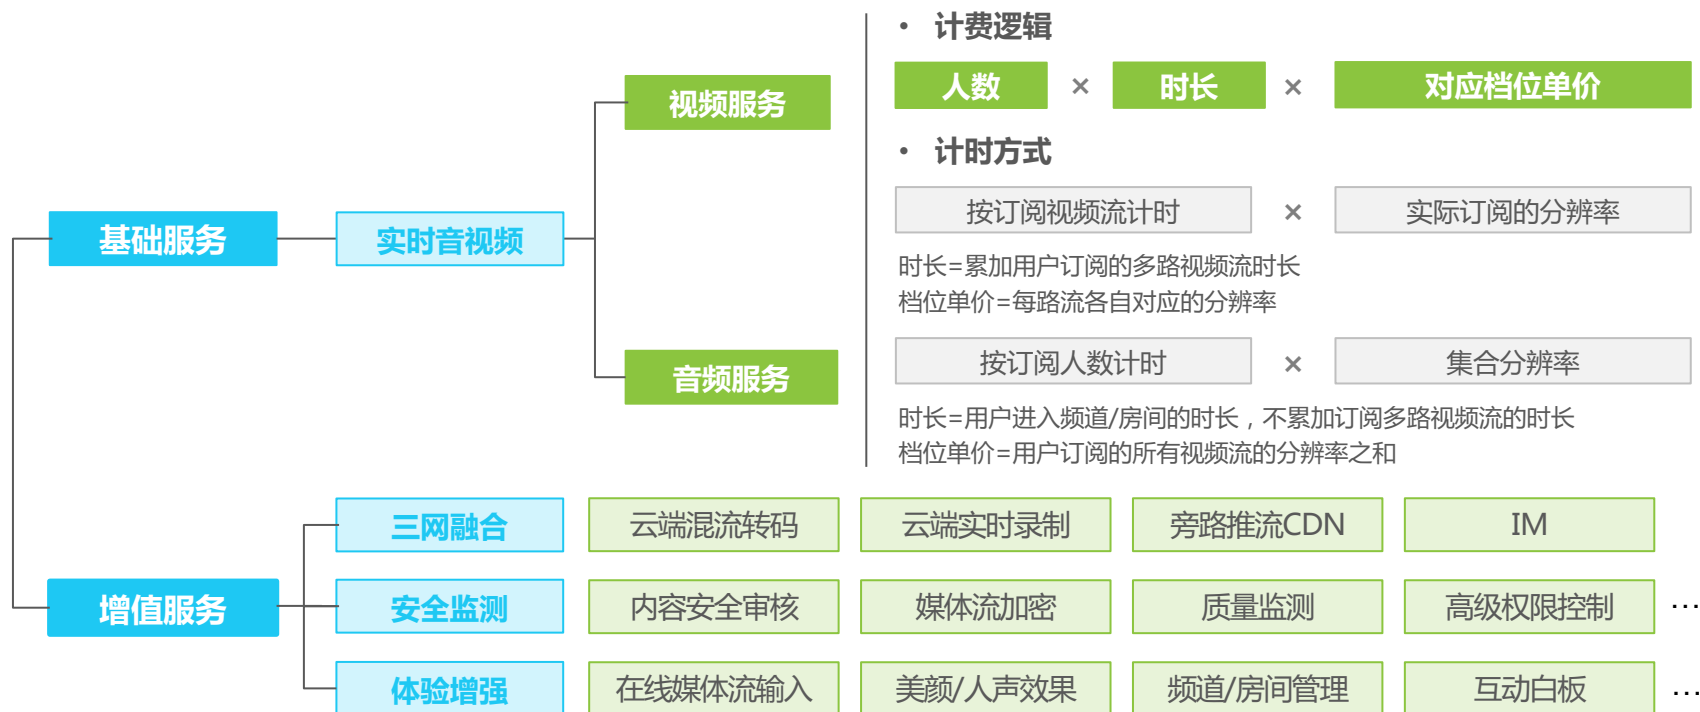 • 计费逻辑
人数 × 时长 × 对应档位单价
• 计时方式
按订阅视频流计时 × 实际订阅的分辨率
时长=累加用户订阅的多路视频流时长
档位单价=每路流各自对应的分辨率
按订阅人数计时 × 集合分辨率
时长=用户进入频道/房间的时长，不累加订阅多路视频流的时长
档位单价=用户订阅的所有视频流的分辨率之和
视频服务
基础服务 实时音视频
音频服务
三网融合 云端混流转码 云端实时录制 旁路推流CDN IM
增值服务 安全监测 内容安全审核 媒体流加密 质量监测 高级权限控制 …
体验增强 在线媒体流输入 美颜/人声效果 频道/房间管理 互动白板 …